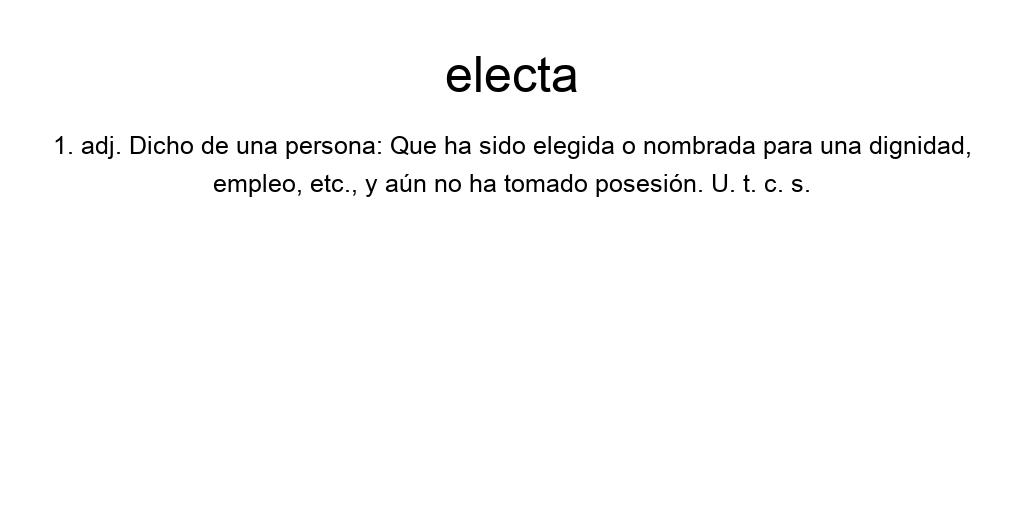 electa
1. adj. Dicho de una persona: Que ha sido elegida o nombrada para una dignidad,
empleo, etc., y aún no ha tomado posesión. U. t. c. s.